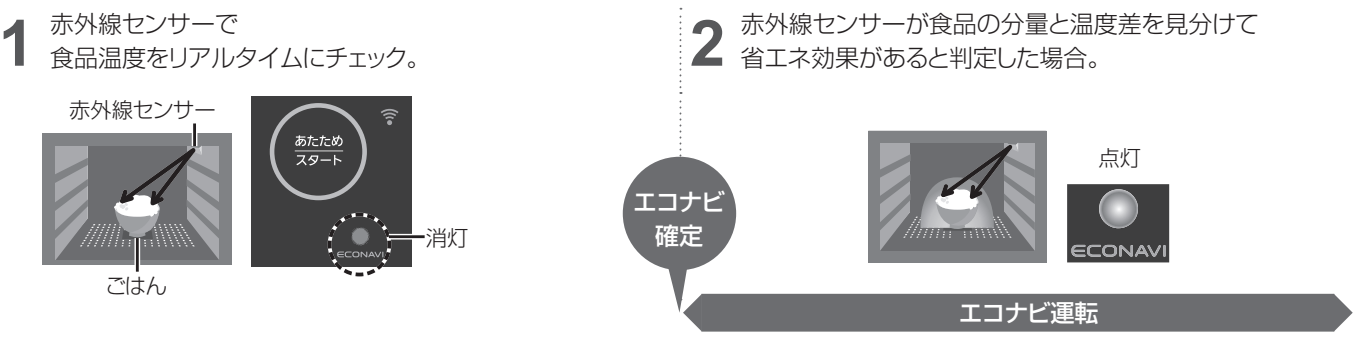 1
赤外線センサーで
食品温度をリアルタイムにチェック。
赤外線センサー
あたため
スタート
ECONAVI
消灯
ごはん
エコナビ
確定
2
赤外線センサーが食品の分量と温度差を見分けて
省エネ効果があると判定した場合。
点灯
ECONAVI
エコナビ運転